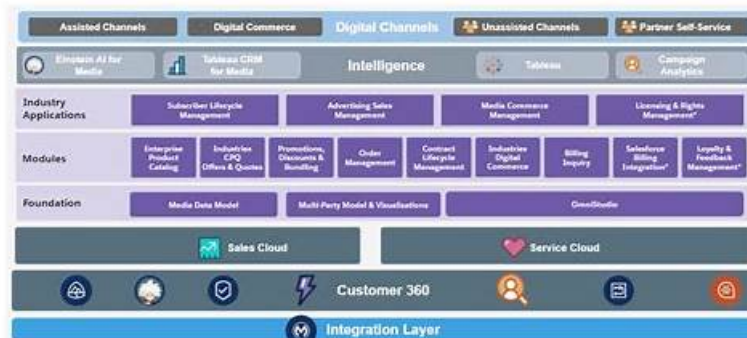 Assisted Channels
Digital Commerce
Digital Channels
Unassisted Channels
Partner Self-Service
Einstein AI for
Media
Tableau CRM
for Media
Intelligence
Tableau
Campaign
Analytics
Industry
Applications
Subscriber Lifecycle
Management
Advertising Sales
Management
Media Commerce
Management
Licensing & Rights
Management*
Modules
Enterprise
Product
Catalog
Industries
CPQ
Offers & Quotes
Promotions,
Discounts &
Bundling
Order
Management
Contract
Lifecycle
Management
Industries
Digital
Commerce
Billing
Inquiry
Salesforce
Billing
Integration*
Loyalty &
Feedback
Management*
Foundation
Media Data Model
Multi-Party Model & Visualisations
OmniStudio
Sales Cloud
Service Cloud
Customer 360
Integration Layer